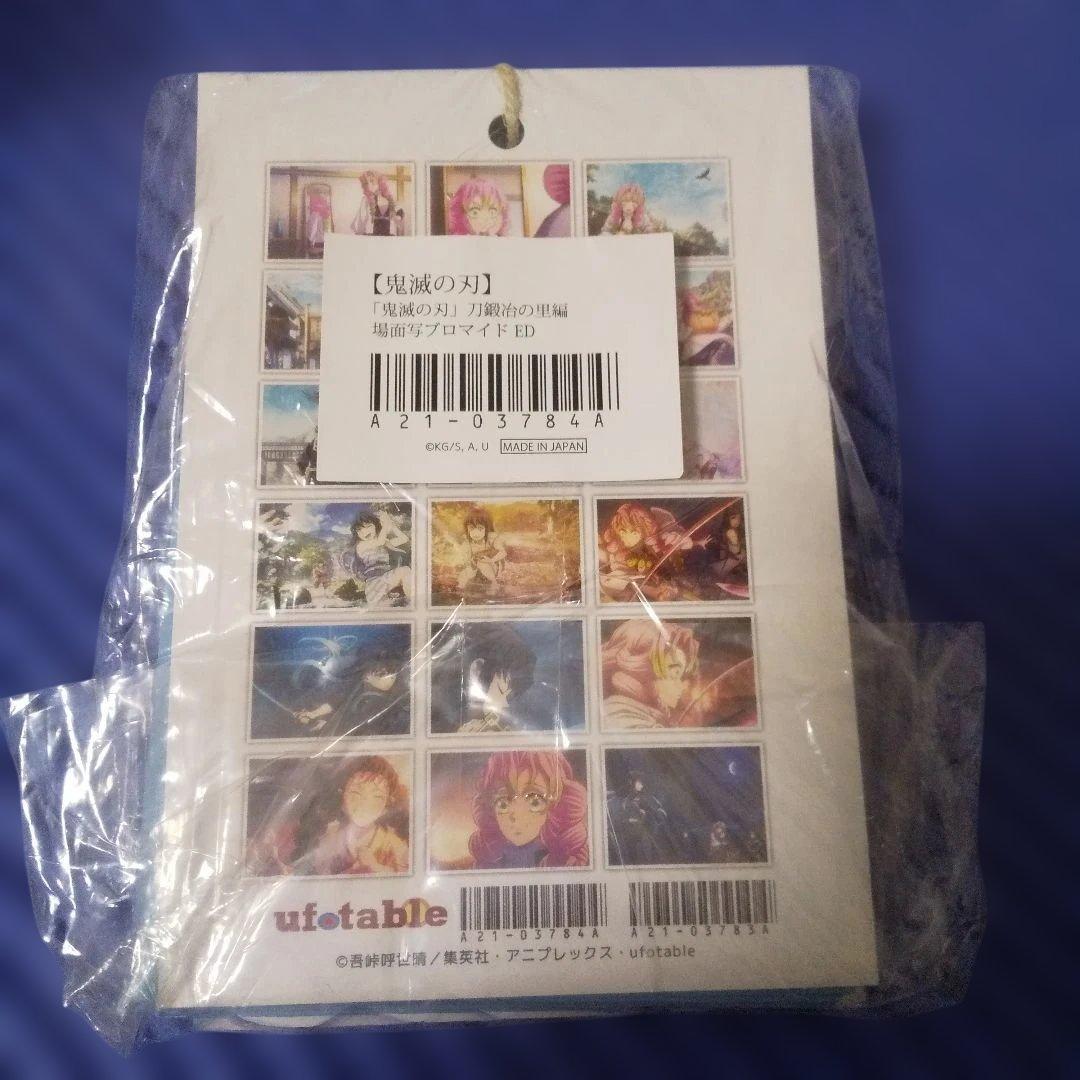 【鬼滅の刃】
「鬼滅の刃」刀鍛冶の里編
場面写ブロマイド ED
A21-03784A
©KG/S, A, U MADE IN JAPAN
ufotable
A21-03784A A21-03783A
©吾峠呼世晴／集英社・アニプレックス・ufotable